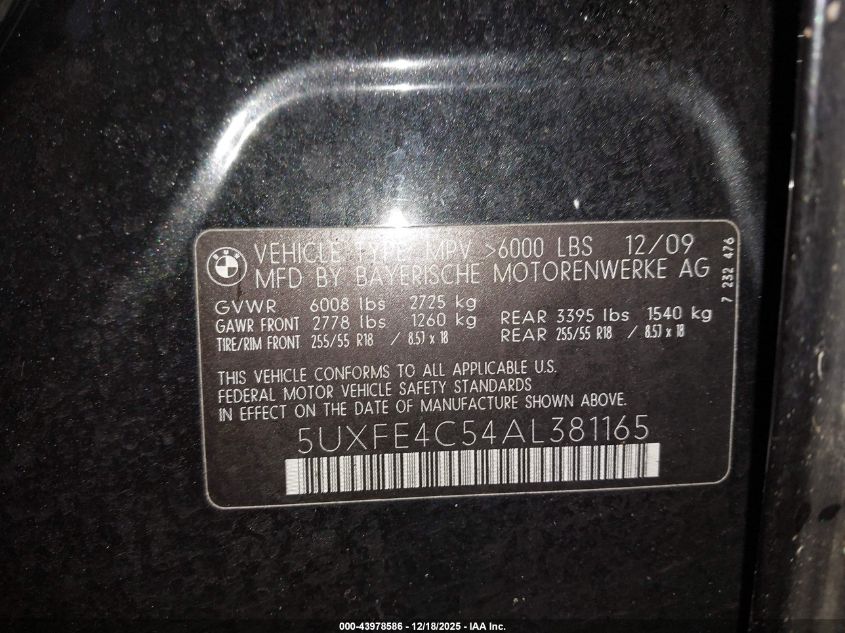 BMW
VEHICLE TYPE MPV >6000 LBS 12/09
MFD BY BAYERISCHE MOTORENWERKE AG
7 232 476
GVWR 6008 lbs 2725 kg
GAWR FRONT 2778 lbs 1260 kg REAR 3395 lbs 1540 kg
TIRE/RIM FRONT 255/55 R18 / 8.5J x 18 REAR 255/55 R18 / 8.5J x 18
THIS VEHICLE CONFORMS TO ALL APPLICABLE U.S.
FEDERAL MOTOR VEHICLE SAFETY STANDARDS
IN EFFECT ON THE DATE OF MANUFACTURE SHOWN ABOVE.
5UXFE4C54AL381165
000-43978586 - 12/18/2025 - IAA Inc.